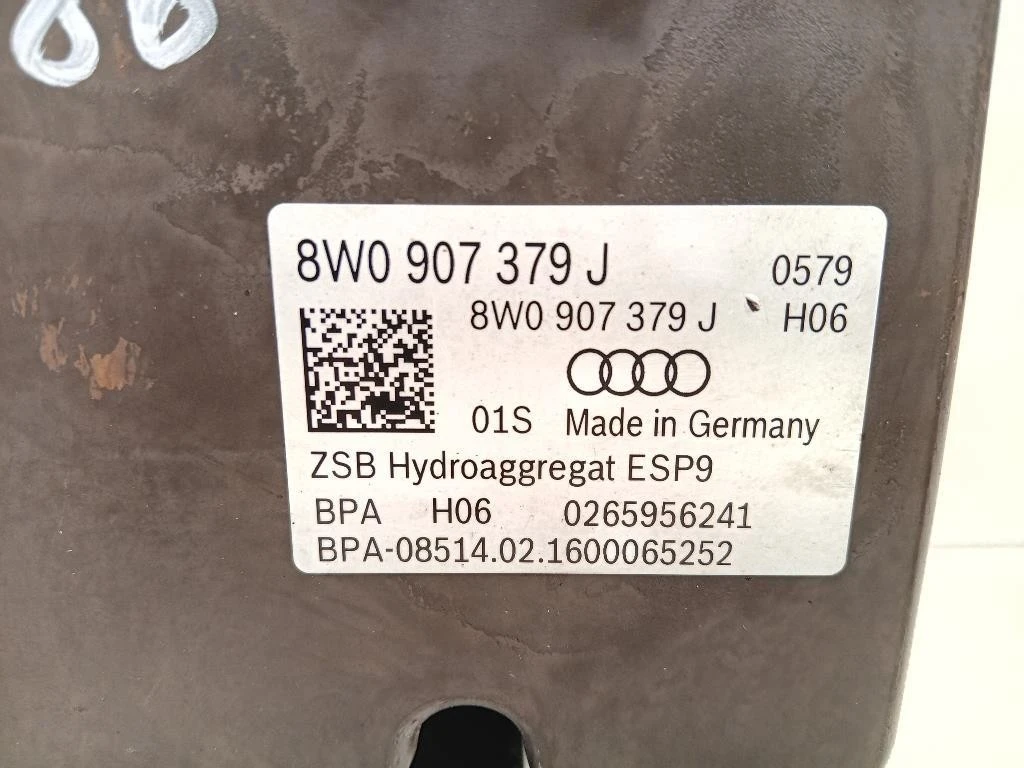 88
8W0 907 379 J 0579
8W0 907 379 J H06
01S Made in Germany
ZSB Hydroaggregat ESP9
BPA H06 0265956241
BPA-08514.02.1600065252